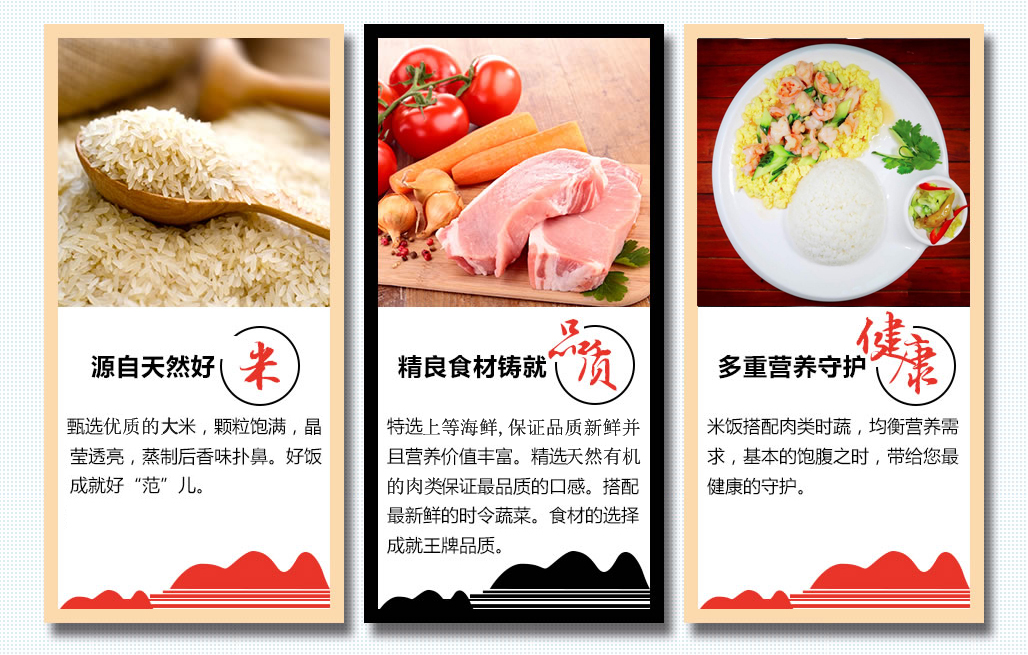 源自天然好米
甄选优质的大米，颗粒饱满，晶
莹透亮，蒸制后香味扑鼻。好饭
成就好“范”儿。
精良食材铸就品质
特选上等海鲜, 保证品质新鲜并
且营养价值丰富。精选天然有机
的肉类保证最品质的口感。搭配
最新鲜的时令蔬菜。食材的选择
成就王牌品质。
多重营养守护健康
米饭搭配肉类时蔬，均衡营养需
求，基本的饱腹之时，带给您最
健康的守护。